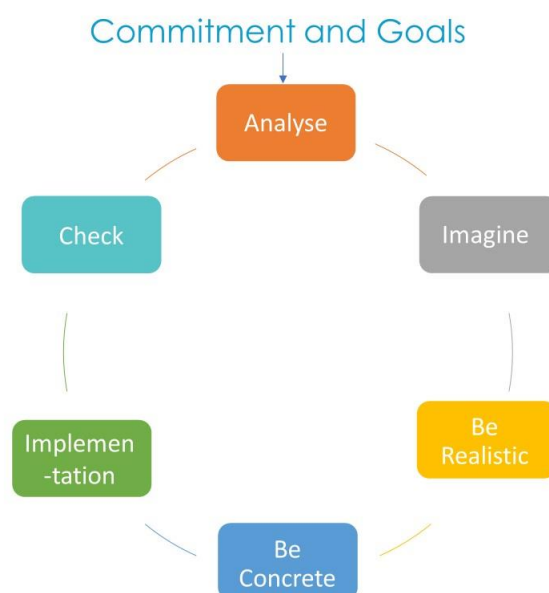 Commitment and Goals
Analyse
Imagine
Be
Realistic
Be
Concrete
Implemen
-tation
Check